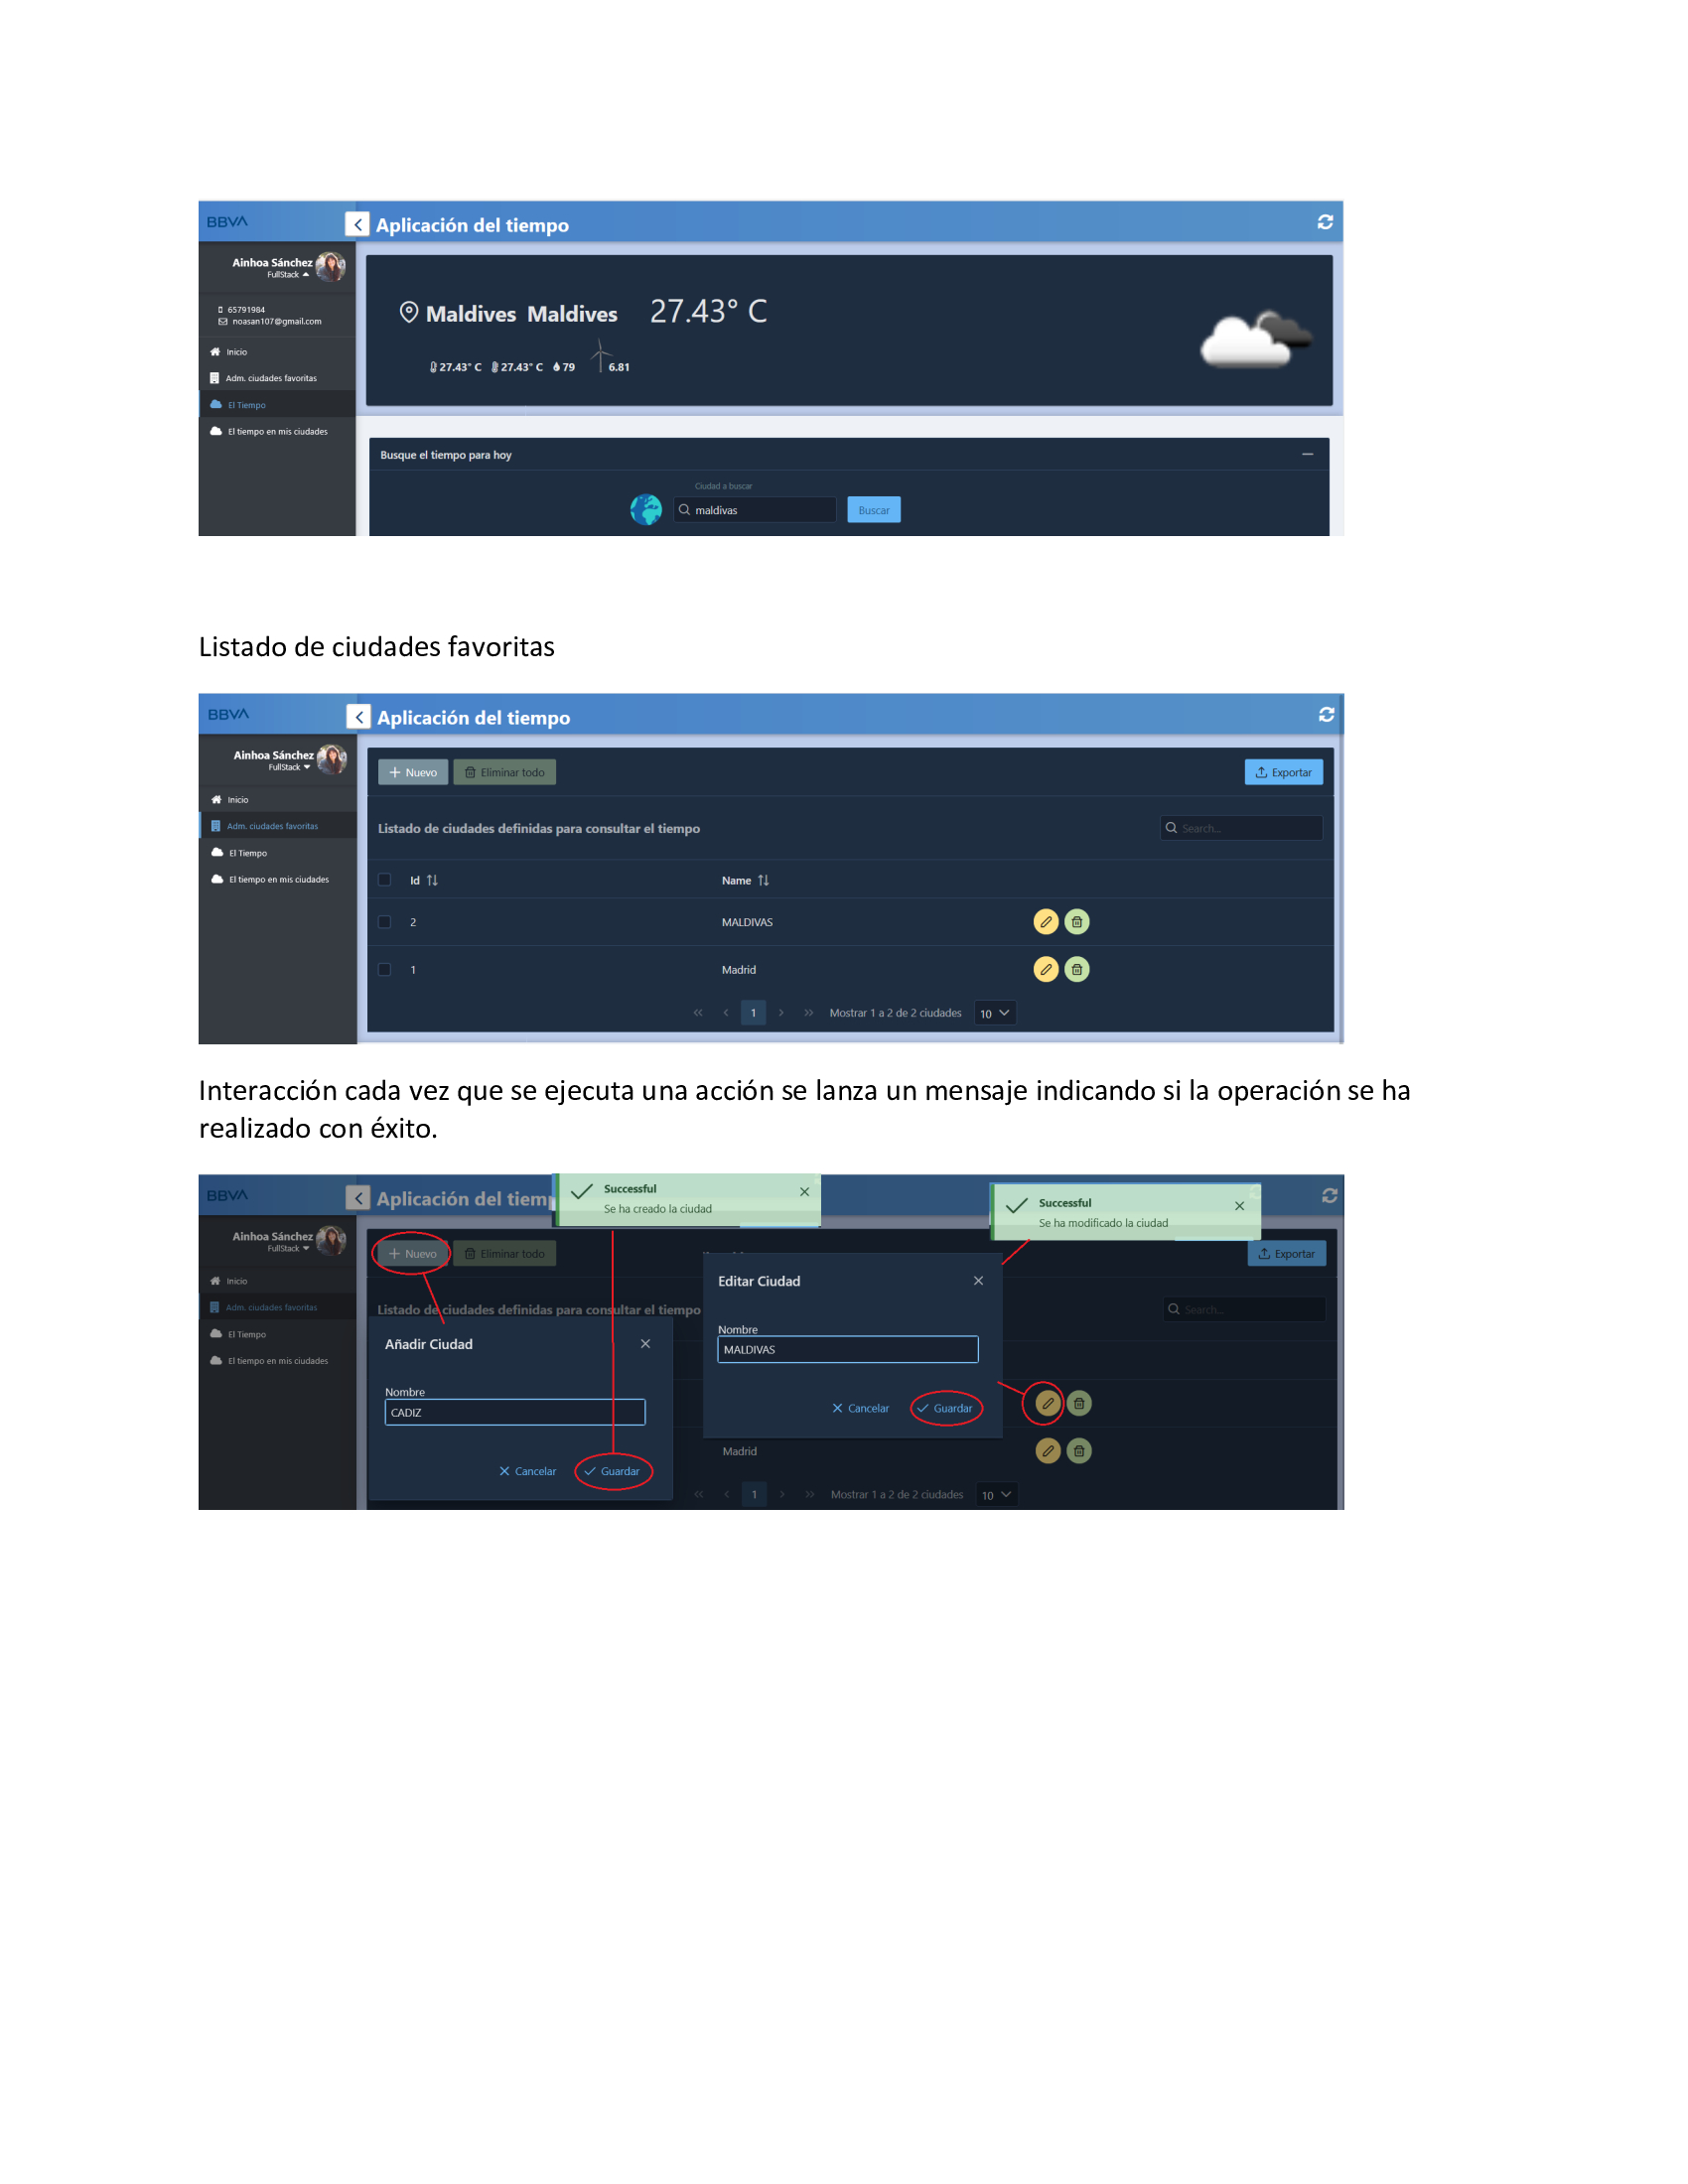 BBVA
Aplicación del tiempo
Ainhoa Sánchez
FullStack
65791984
noasan107@gmail.com
Inicio
Adm. ciudades favoritas
El Tiempo
El tiempo en mis ciudades
Maldives Maldives 27.43° C
27.43° C 27.43° C 79 6.81
Busque el tiempo para hoy
Ciudad a buscar
maldivas
Buscar
Listado de ciudades favoritas
BBVA
Aplicación del tiempo
Ainhoa Sánchez
FullStack
Inicio
Adm. ciudades favoritas
El Tiempo
El tiempo en mis ciudades
Nuevo Eliminar todo Exportar
Listado de ciudades definidas para consultar el tiempo Search...
Id Name
2 MALDIVAS
1 Madrid
1 Mostrar 1 a 2 de 2 ciudades 10
Interacción cada vez que se ejecuta una acción se lanza un mensaje indicando si la operación se ha
realizado con éxito.
BBVA
Aplicación del tiem
Successful
Se ha creado la ciudad
Successful
Se ha modificado la ciudad
Ainhoa Sánchez
FullStack
Inicio
Adm. ciudades favoritas
El Tiempo
El tiempo en mis ciudades
Nuevo Eliminar todo Exportar
Listado de ciudades definidas para consultar el tiempo Search...
Añadir Ciudad
Nombre
CADIZ
Cancelar Guardar
Editar Ciudad
Nombre
MALDIVAS
Cancelar Guardar
Madrid
1 Mostrar 1 a 2 de 2 ciudades 10